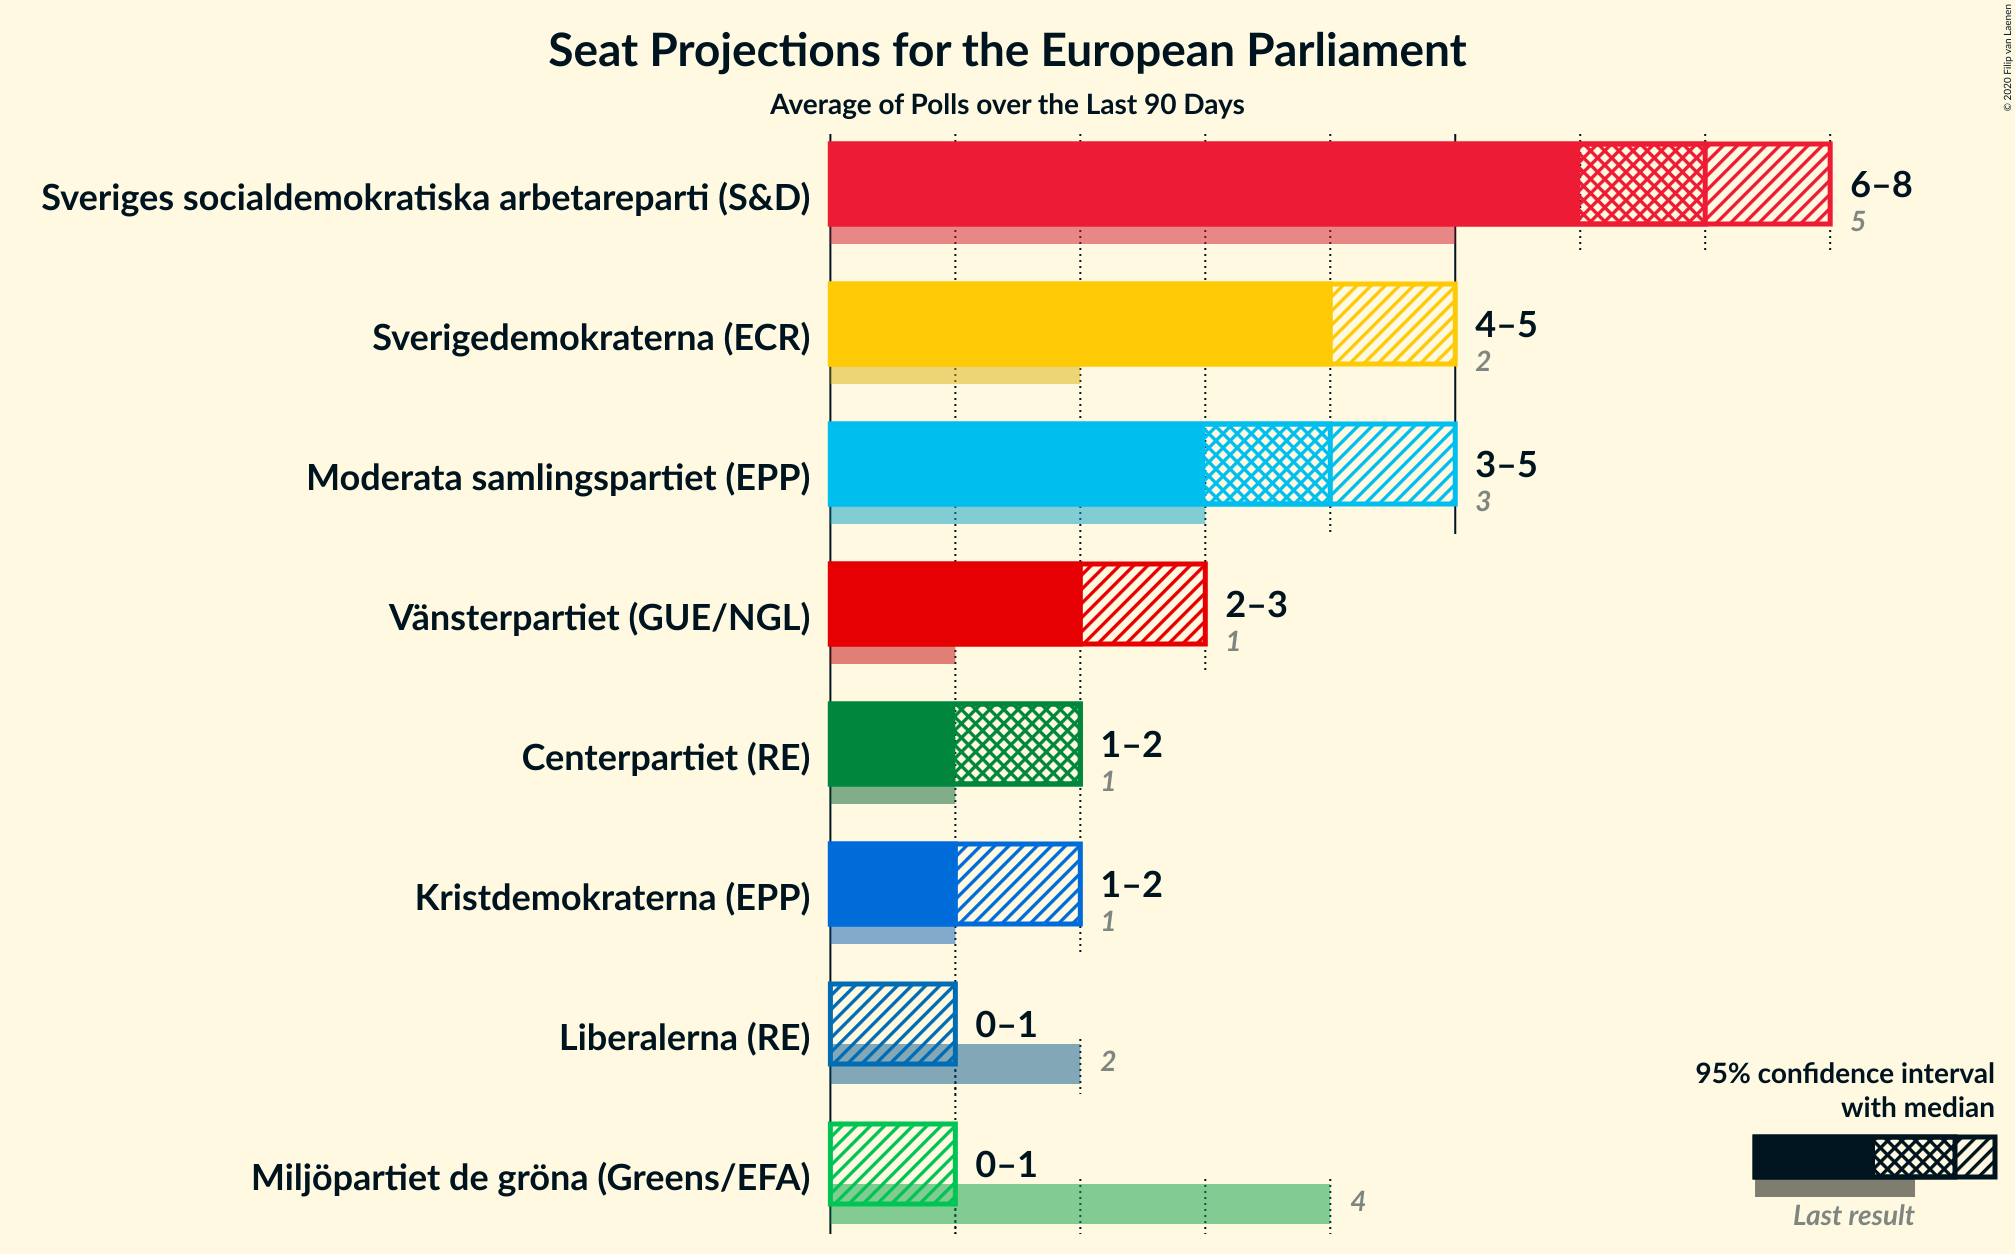 Seat Projections for the European Parliament
Average of Polls over the Last 90 Days
© 2020 Filip van Laenen
Sveriges socialdemokratiska arbetareparti (S&D)
6–8
5
Sverigedemokraterna (ECR)
4–5
2
Moderata samlingspartiet (EPP)
3–5
3
Vänsterpartiet (GUE/NGL)
2–3
1
Centerpartiet (RE)
1–2
1
Kristdemokraterna (EPP)
1–2
1
Liberalerna (RE)
0–1
2
Miljöpartiet de gröna (Greens/EFA)
0–1
4
95% confidence interval
with median
Last result